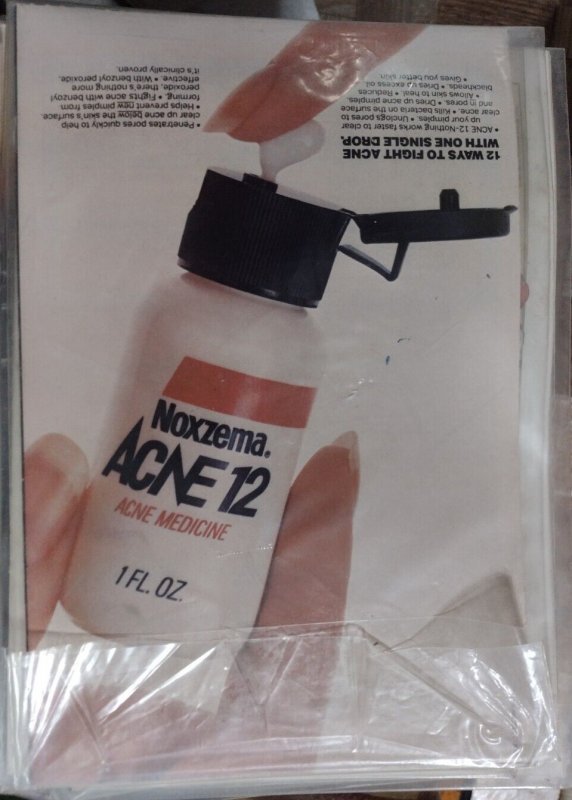 12 WAYS TO FIGHT ACNE
WITH ONE SINGLE DROP.
• ACNE 12-Nothing works faster to clear
up your pimples. • Unclogs pores to
clear acne. • Kills bacteria on the surface
and in pores. • Dries up acne pimples.
• Allows skin to heal. • Reduces
blackheads. • Dries up excess oil.
• Gives you better skin.
• Penetrates pores quickly to help
clear up acne below the skin's surface.
• Helps prevent new pimples from
forming. • Fights acne with benzoyl
peroxide, there's nothing more
effective. • With benzoyl peroxide,
it's clinically proven.
Noxzema®
ACNE 12
ACNE MEDICINE
1 FL. OZ.